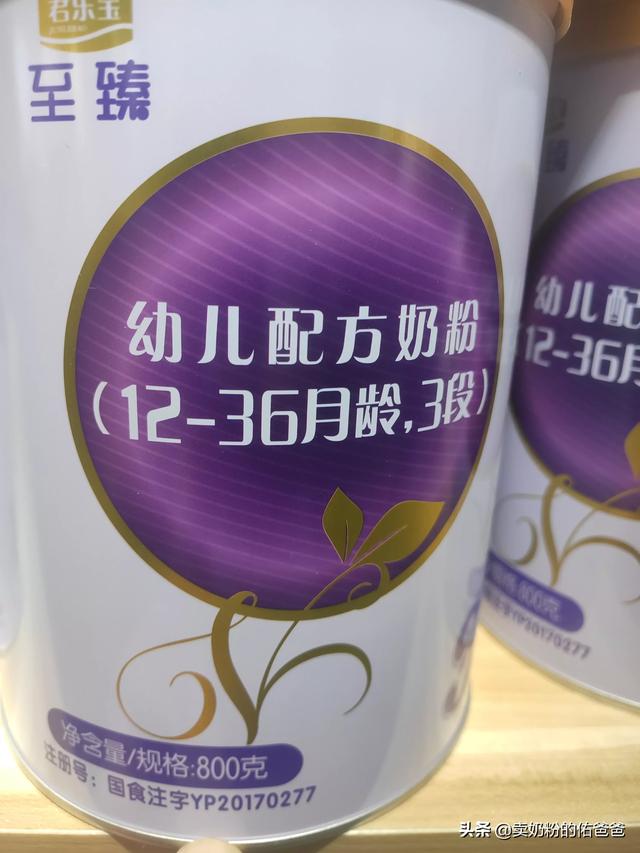 君乐宝
至臻
幼儿配方奶粉
(12-36月龄,3段)
净含量/规格:800克
注册号：国食注字YP20170277
臻
幼儿配
12-36月
规格:800克
注字YP20170277
头条 @卖奶粉的佑爸爸